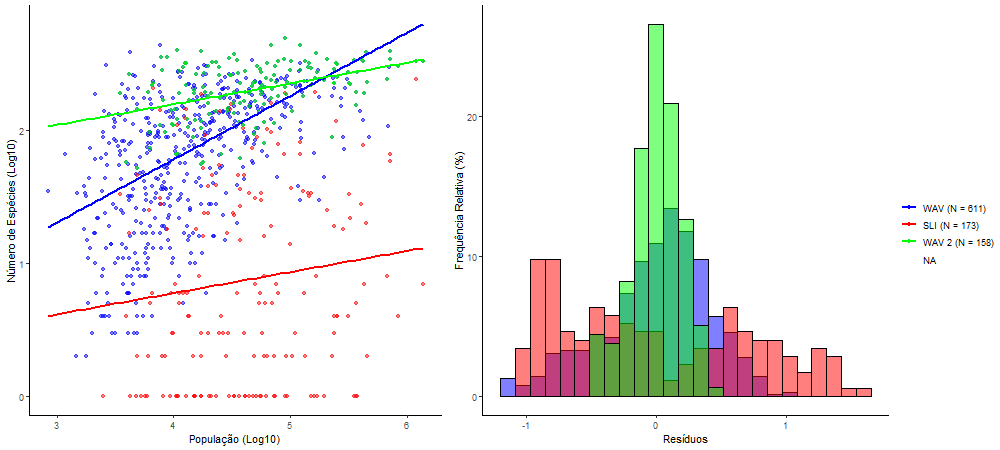 Número de Espécies (Log10)
2
1
0
3
4
5
6
População (Log10)
Frequência Relativa (%)
20
10
0
-1
0
1
Resíduos
WAV (N = 611)
SLI (N = 173)
WAV 2 (N = 158)
NA